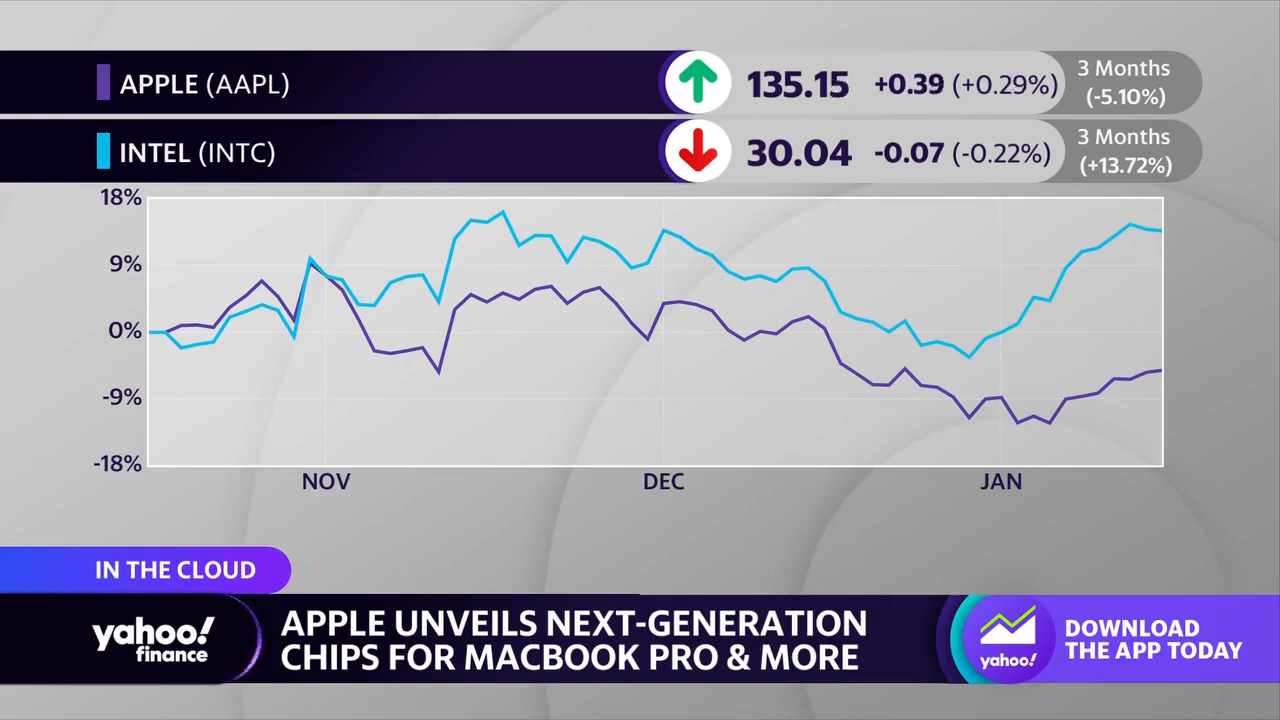 APPLE (AAPL) 135.15 +0.39 (+0.29%) 3 Months
(-5.10%)
INTEL (INTC) 30.04 -0.07 (-0.22%) 3 Months
(+13.72%)
18%
9%
0%
-9%
-18%
NOV DEC JAN
IN THE CLOUD
yahoo!
finance
APPLE UNVEILS NEXT-GENERATION
CHIPS FOR MACBOOK PRO & MORE
yahoo!
DOWNLOAD
THE APP TODAY